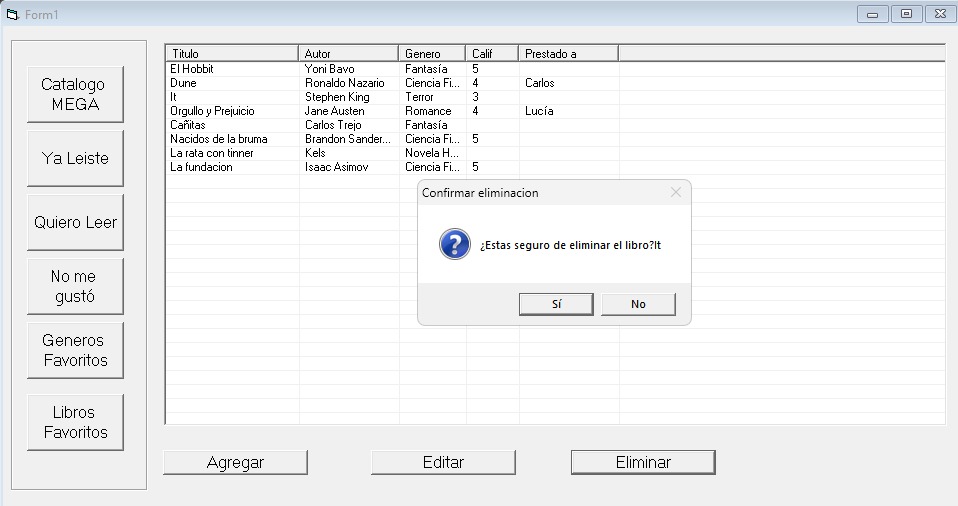 Form1
Catalogo
MEGA
Ya Leiste
Quiero Leer
No me
gustó
Generos
Favoritos
Libros
Favoritos
Titulo Autor Genero Calif Prestado a
El Hobbit Yoni Bavo Fantasía 5
Dune Ronaldo Nazario Ciencia Fi... 4 Carlos
It Stephen King Terror 3
Orgullo y Prejuicio Jane Austen Romance 4 Lucía
Cañitas Carlos Trejo Fantasía
Nacidos de la bruma Brandon Sander... Ciencia Fi... 5
La rata con tinner Kels Novela H...
La fundacion Isaac Asimov Ciencia Fi... 5
Confirmar eliminacion
¿Estas seguro de eliminar el libro?It
Sí No
Agregar Editar Eliminar